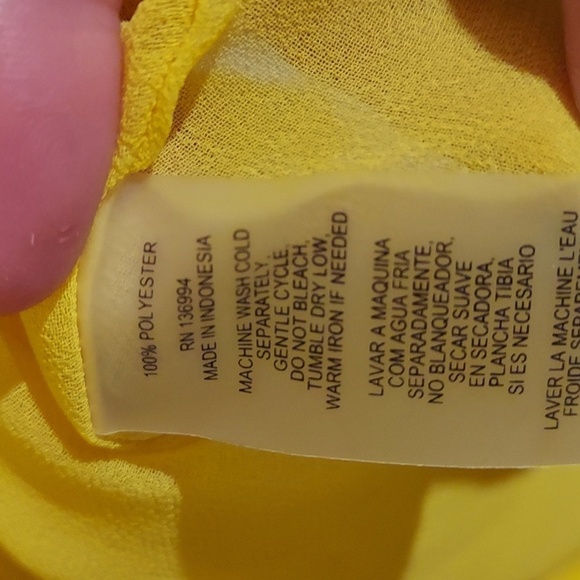 100% POLYESTER
RN 136994
MADE IN INDONESIA
MACHINE WASH COLD
SEPARATELY,
GENTLE CYCLE,
DO NOT BLEACH,
TUMBLE DRY LOW,
WARM IRON IF NEEDED
LAVAR A MAQUINA
COM AGUA FRIA
SEPARADAMENTE,
NO BLANQUEADOR,
SECAR SUAVE
EN SECADORA,
PLANCHA TIBIA
SI ES NECESARIO
LAVER LA MACHINE L'EAU
FROIDE